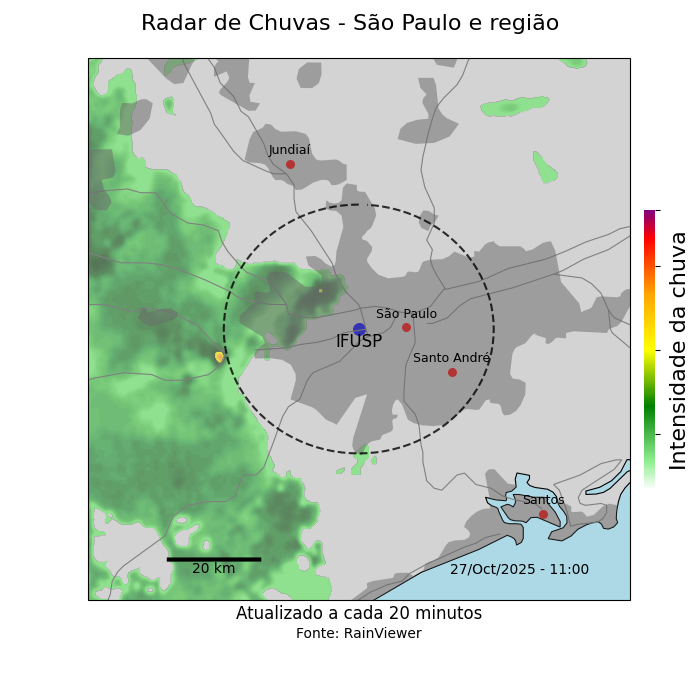 Radar de Chuvas - São Paulo e região
Jundiaí
São Paulo
IFUSP
Santo André
Intensidade da chuva
Santos
20 km
27/Oct/2025 - 11:00
Atualizado a cada 20 minutos
Fonte: RainViewer